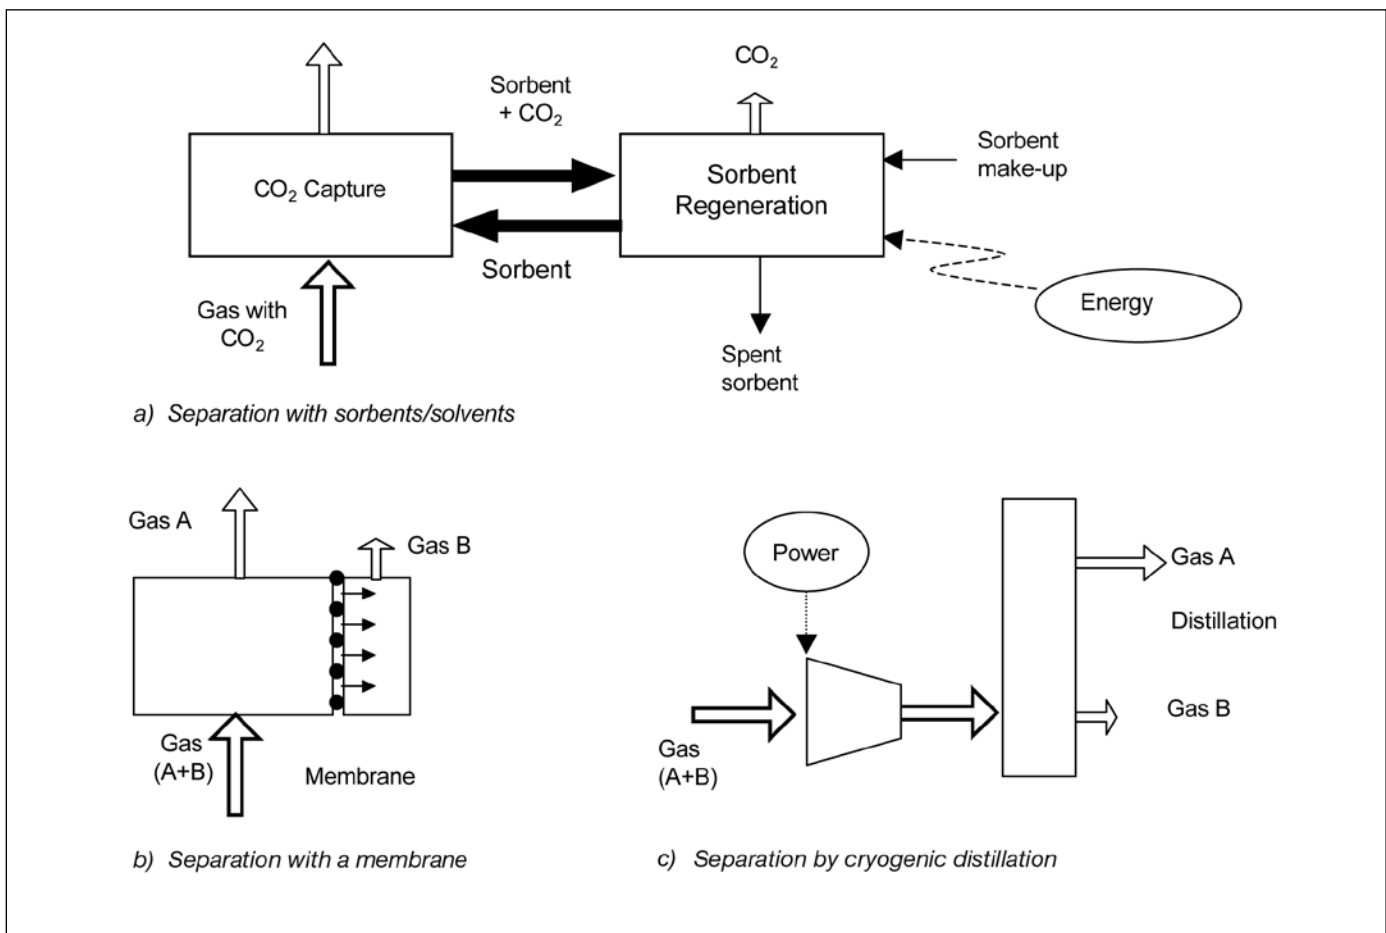 CO₂
Sorbent
+ CO₂
Sorbent
make-up
CO₂ Capture
Sorbent
Regeneration
Sorbent
Gas with
CO₂
Energy
Spent
sorbent
a) Separation with sorbents/solvents
Gas A
Gas B
Gas
(A+B)
Membrane
b) Separation with a membrane
Power
Gas A
Distillation
Gas B
Gas
(A+B)
c) Separation by cryogenic distillation